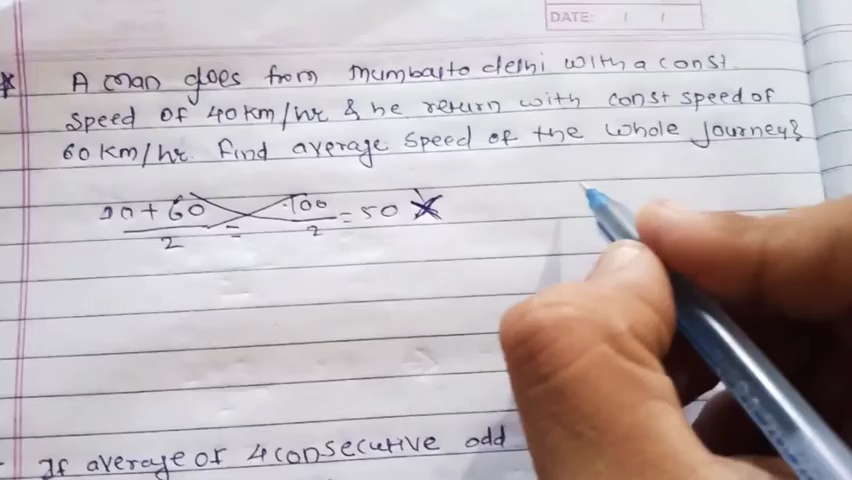 DATE: / /
* A man goes from Mumbai to delhi with a const
speed of 40 km/hr & he return with const speed of
60 km/hr. Find average speed of the whole Journey?
+ 60 / 2 = 100 / 2 = 50 ×
If average of 4 consecutive odd